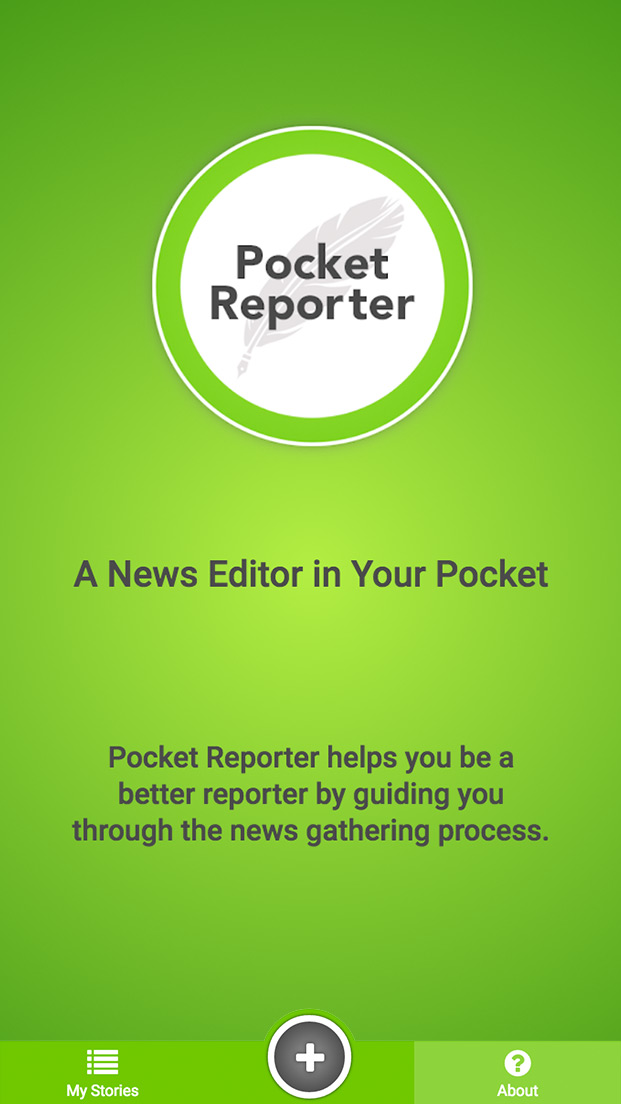 Pocket
Reporter
A News Editor in Your Pocket
Pocket Reporter helps you be a
better reporter by guiding you
through the news gathering process.
My Stories
About